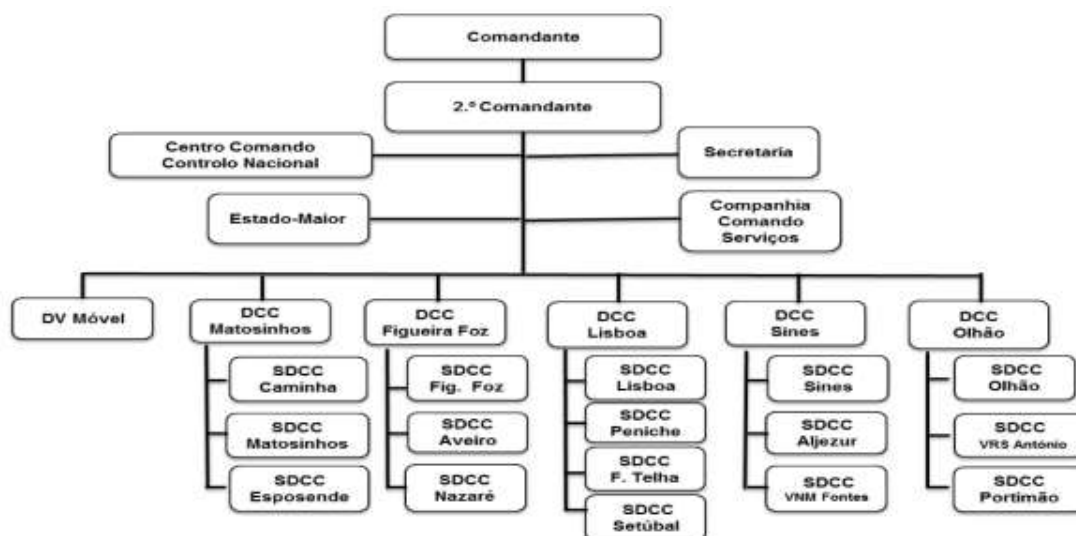 Comandante
2.º Comandante
Centro Comando
Controlo Nacional
Secretaria
Estado-Maior
Companhia
Comando
Serviços
DV Móvel
DCC
Matosinhos
DCC
Figueira Foz
DCC
Lisboa
DCC
Sines
DCC
Olhão
SDCC
Caminha
SDCC
Matosinhos
SDCC
Esposende
SDCC
Fig. Foz
SDCC
Aveiro
SDCC
Nazaré
SDCC
Lisboa
SDCC
Peniche
SDCC
F. Telha
SDCC
Setúbal
SDCC
Sines
SDCC
Aljezur
SDCC
VNM Fontes
SDCC
Olhão
SDCC
VRS António
SDCC
Portimão